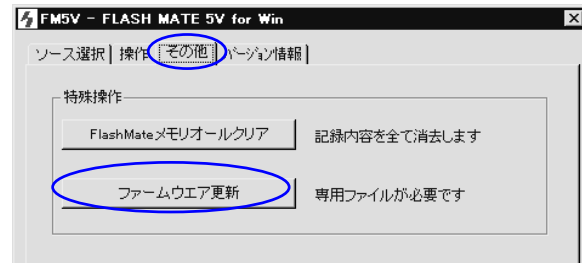 FM5V - FLASH MATE 5V for Win
ソース選択 操作 その他 バージョン情報
特殊操作
FlashMateメモリオールクリア 記録内容を全て消去します
ファームウエア更新 専用ファイルが必要です